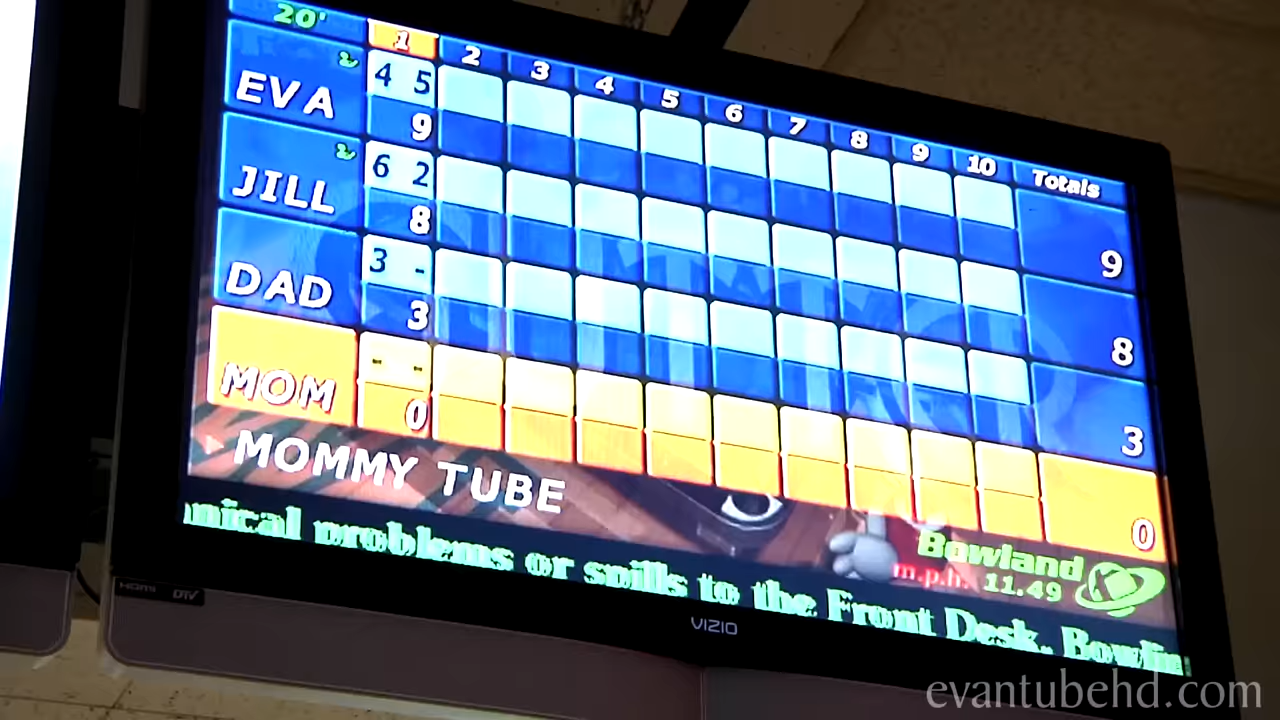 20'
1 2 3 4 5 6 7 8 9 10 Totals
EVA 4 5
9 9
JILL 6 2
8 8
DAD 3 -
3 3
MOM - -
0 0
MOMMY TUBE
Bowland
m.p.h. 11.49
nical problems or spills to the Front Desk. Bowlin
HDMI DTV
VIZIO
evantubehd.com